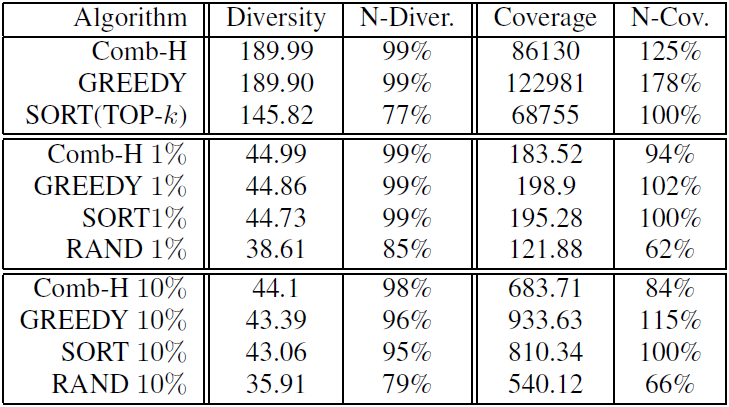 Algorithm Diversity N-Diver. Coverage N-Cov.
Comb-H 189.99 99% 86130 125%
GREEDY 189.90 99% 122981 178%
SORT(TOP-k) 145.82 77% 68755 100%
Comb-H 1% 44.99 99% 183.52 94%
GREEDY 1% 44.86 99% 198.9 102%
SORT1% 44.73 99% 195.28 100%
RAND 1% 38.61 85% 121.88 62%
Comb-H 10% 44.1 98% 683.71 84%
GREEDY 10% 43.39 96% 933.63 115%
SORT 10% 43.06 95% 810.34 100%
RAND 10% 35.91 79% 540.12 66%